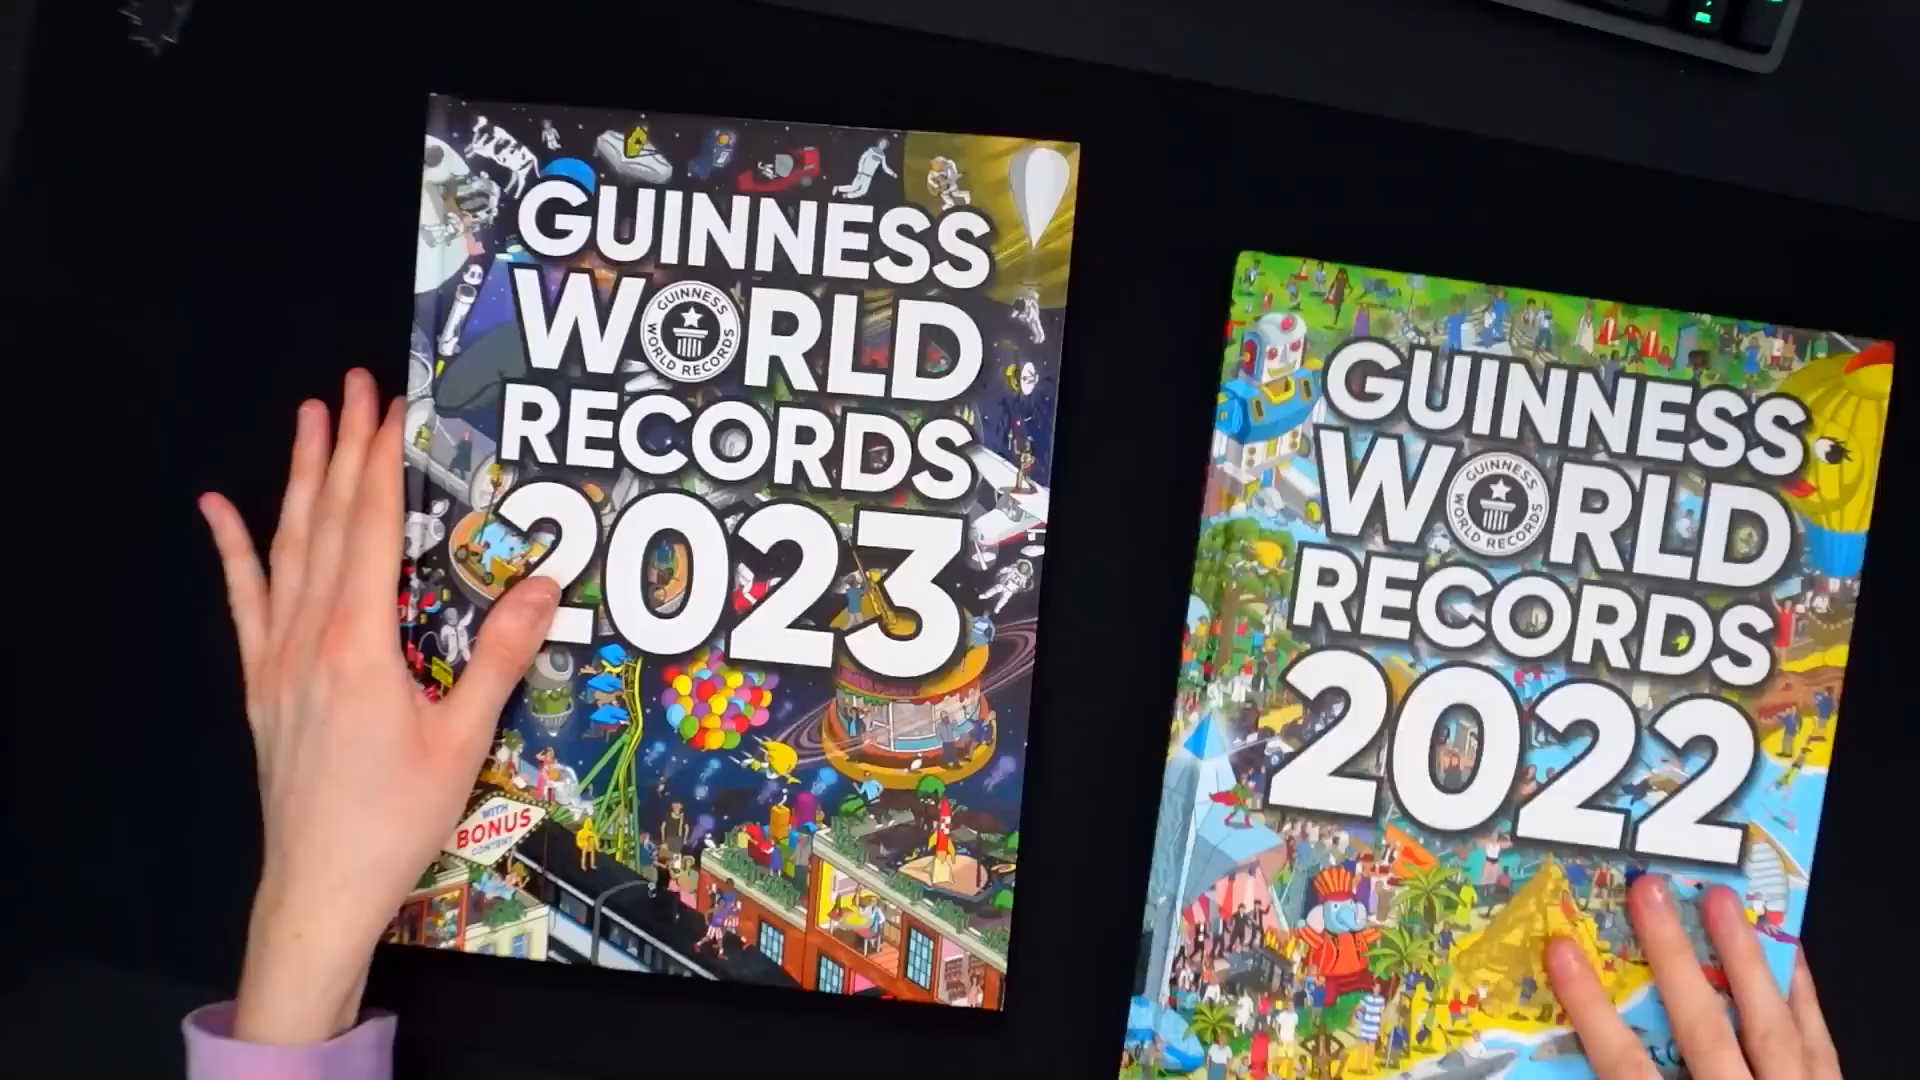 GUINNESS
WORLD
GUINNESS
WORLD RECORDS
RECORDS
2023
WITH
BONUS
CONTENT
GUINNESS
WORLD
GUINNESS
WORLD RECORDS
RECORDS
2022